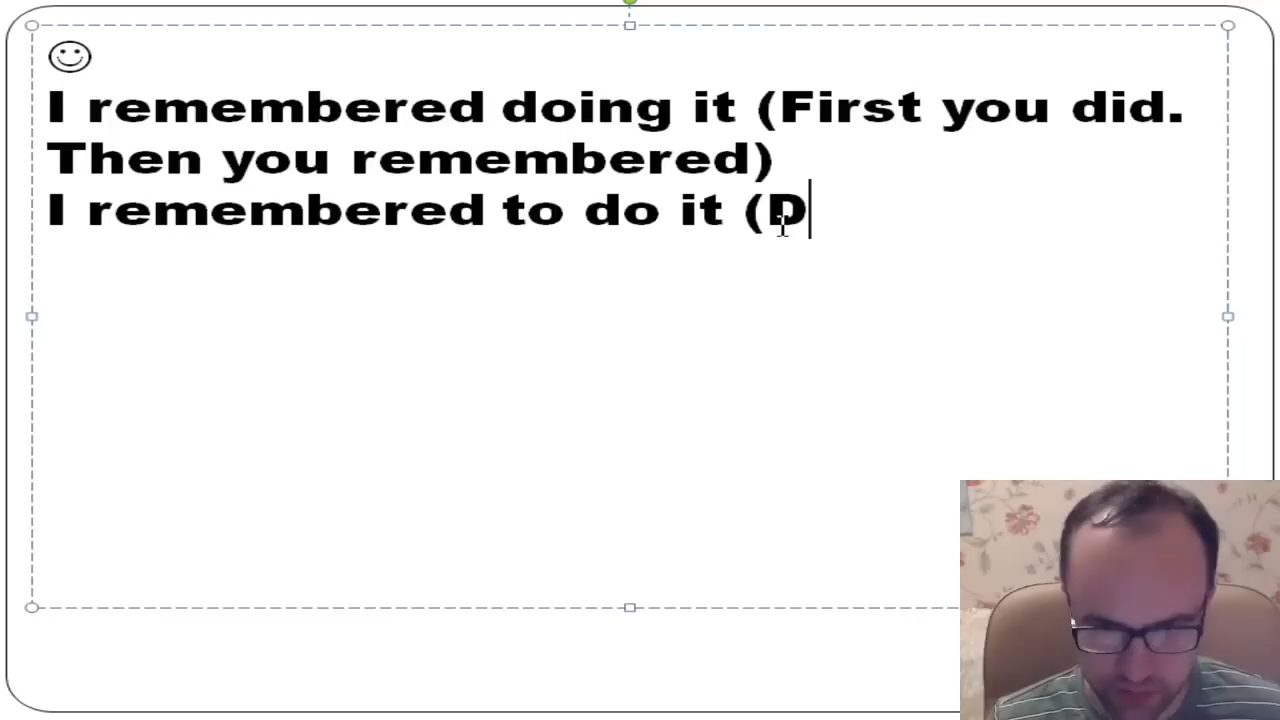 I remembered doing it (First you did.
Then you remembered)
I remembered to do it (D